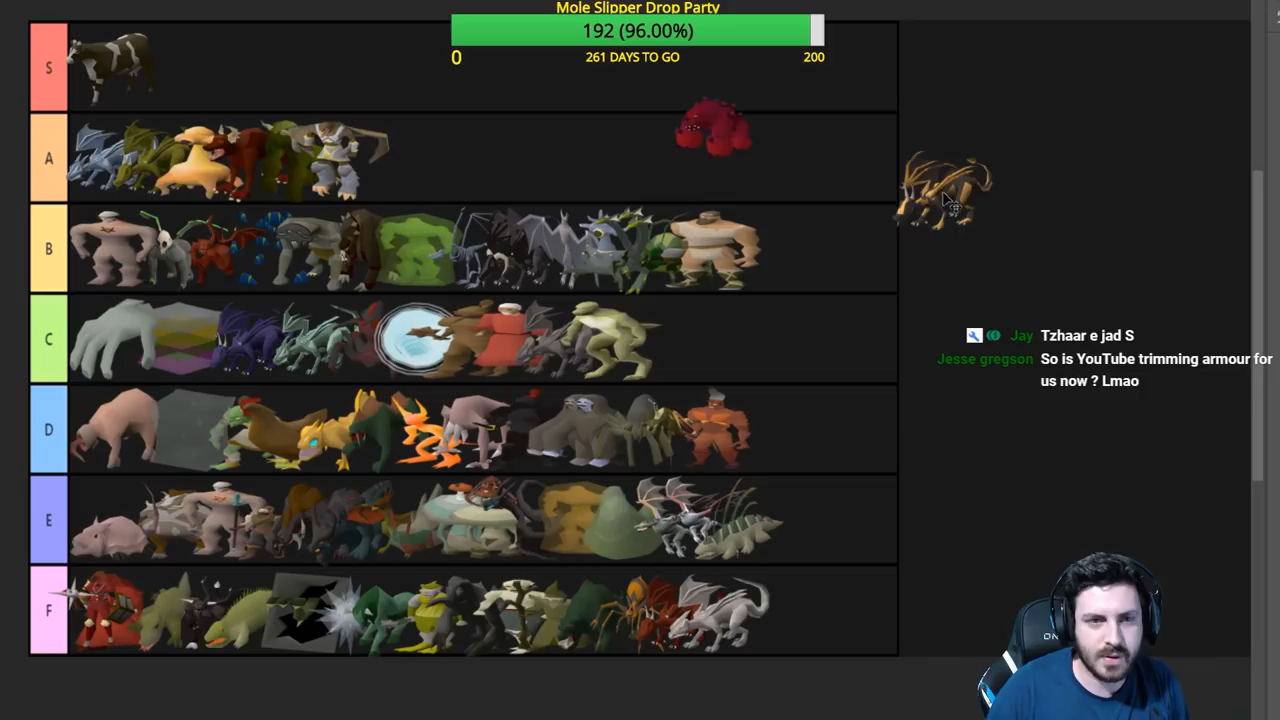 Mole Slipper Drop Party
192 (96.00%)
0 261 DAYS TO GO 200
S
A
B
C
D
E
F
Jay Tzhaar e jad S
Jesse gregson So is YouTube trimming armour for
us now ? Lmao